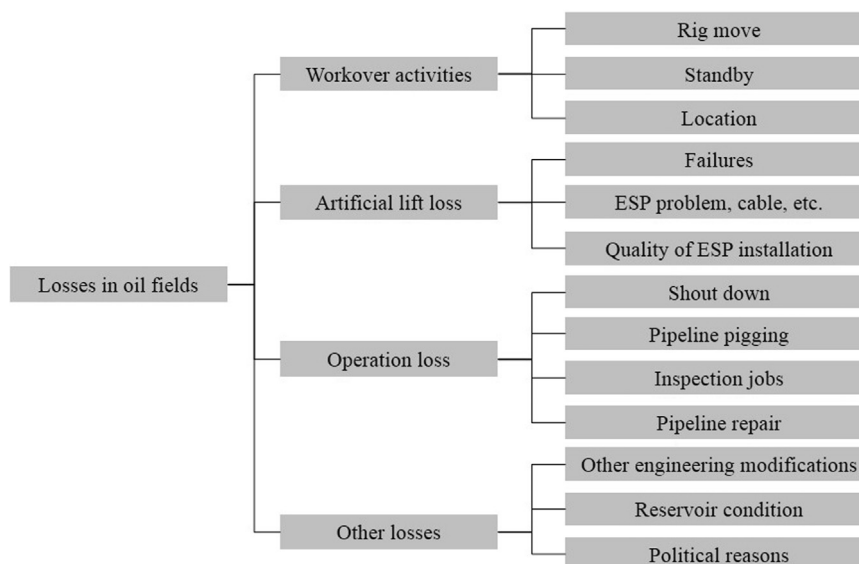 Losses in oil fields
Workover activities
Rig move
Standby
Location
Artificial lift loss
Failures
ESP problem, cable, etc.
Quality of ESP installation
Operation loss
Shout down
Pipeline pigging
Inspection jobs
Pipeline repair
Other losses
Other engineering modifications
Reservoir condition
Political reasons